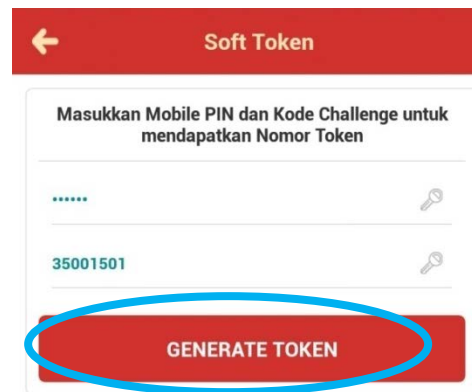 Soft Token
Masukkan Mobile PIN dan Kode Challenge untuk
mendapatkan Nomor Token
••••••
35001501
GENERATE TOKEN